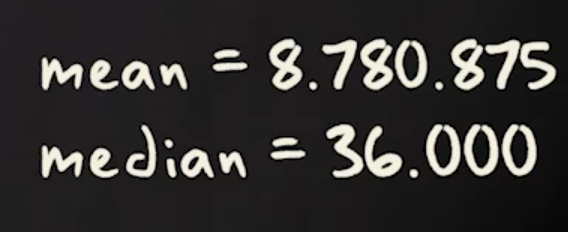 mean = 8.780.875
median = 36.000